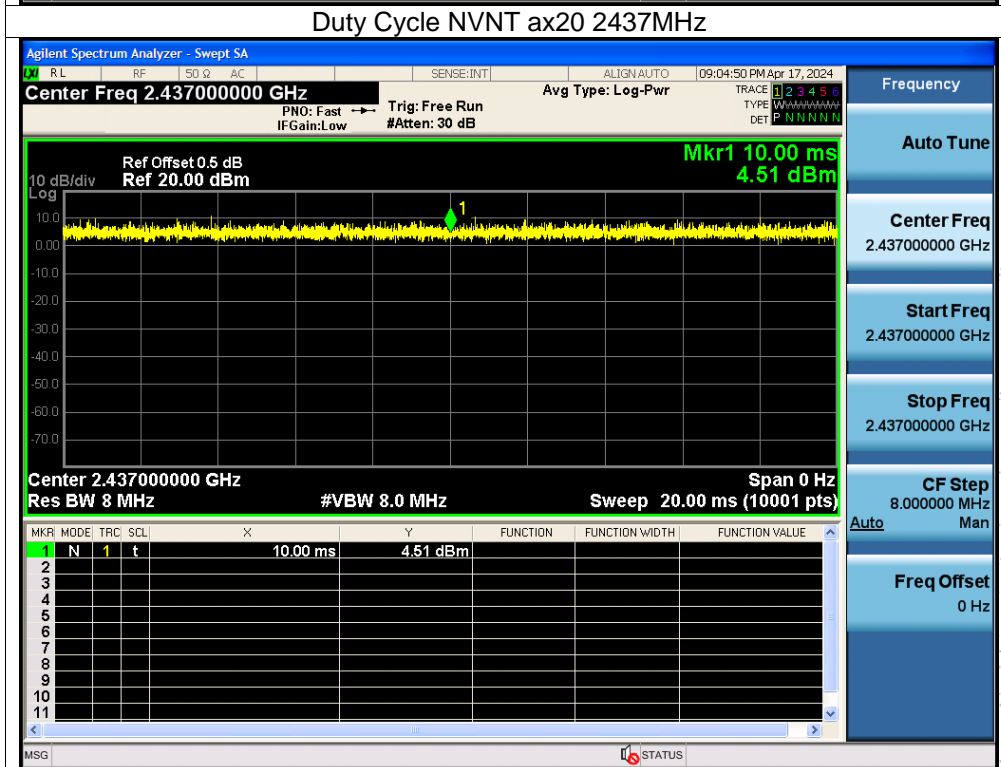 Duty Cycle NVNT ax20 2437MHz
Agilent Spectrum Analyzer - Swept SA
LXI RL RF 50 Ω AC SENSE:INT ALIGN AUTO 09:04:50 PM Apr 17, 2024
Center Freq 2.437000000 GHz Avg Type: Log-Pwr TRACE 1 2 3 4 5 6
PNO: Fast Trig: Free Run TYPE WWWWWW
IFGain:Low #Atten: 30 dB DET P N N N N N
Mkr1 10.00 ms
4.51 dBm
Ref Offset 0.5 dB
10 dB/div Ref 20.00 dBm
Log
1
10.0
0.00
-10.0
-20.0
-30.0
-40.0
-50.0
-60.0
-70.0
Center 2.437000000 GHz Span 0 Hz
Res BW 8 MHz #VBW 8.0 MHz Sweep 20.00 ms (10001 pts)
MKR MODE TRC SCL X Y FUNCTION FUNCTION WIDTH FUNCTION VALUE
1 N 1 t 10.00 ms 4.51 dBm
2
3
4
5
6
7
8
9
10
11
MSG STATUS
Frequency
Auto Tune
Center Freq
2.437000000 GHz
Start Freq
2.437000000 GHz
Stop Freq
2.437000000 GHz
CF Step
8.000000 MHz
Auto Man
Freq Offset
0 Hz